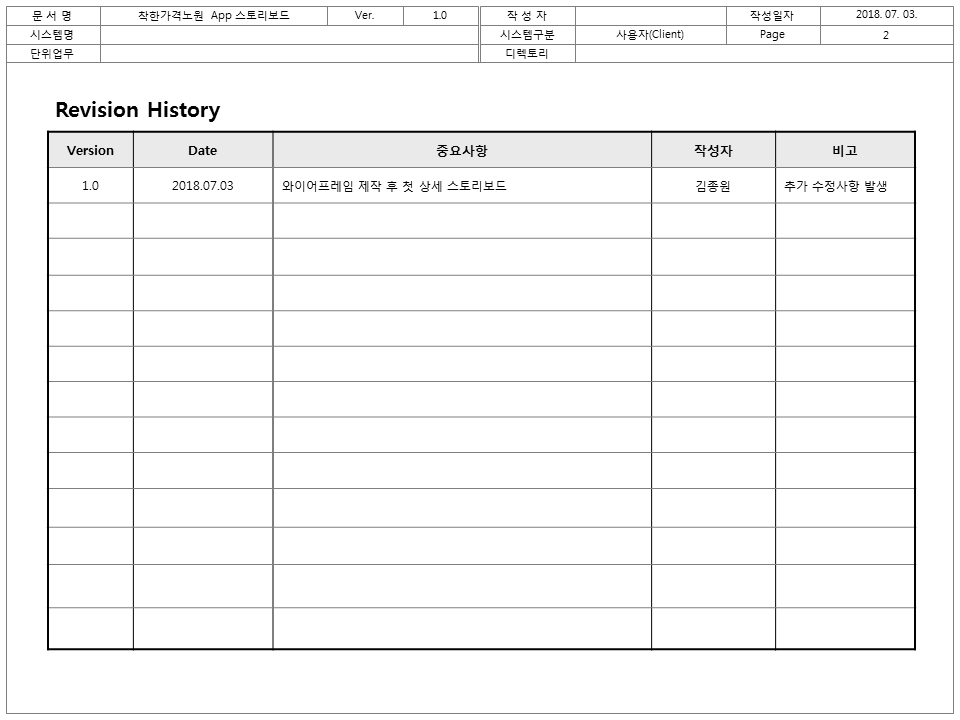 문 서 명 착한가격노원 App 스토리보드 Ver. 1.0 작 성 자 작성일자 2018. 07. 03.
시스템명 시스템구분 사용자(Client) Page 2
단위업무 디렉토리
Revision History
Version Date 중요사항 작성자 비고
1.0 2018.07.03 와이어프레임 제작 후 첫 상세 스토리보드 김종원 추가 수정사항 발생